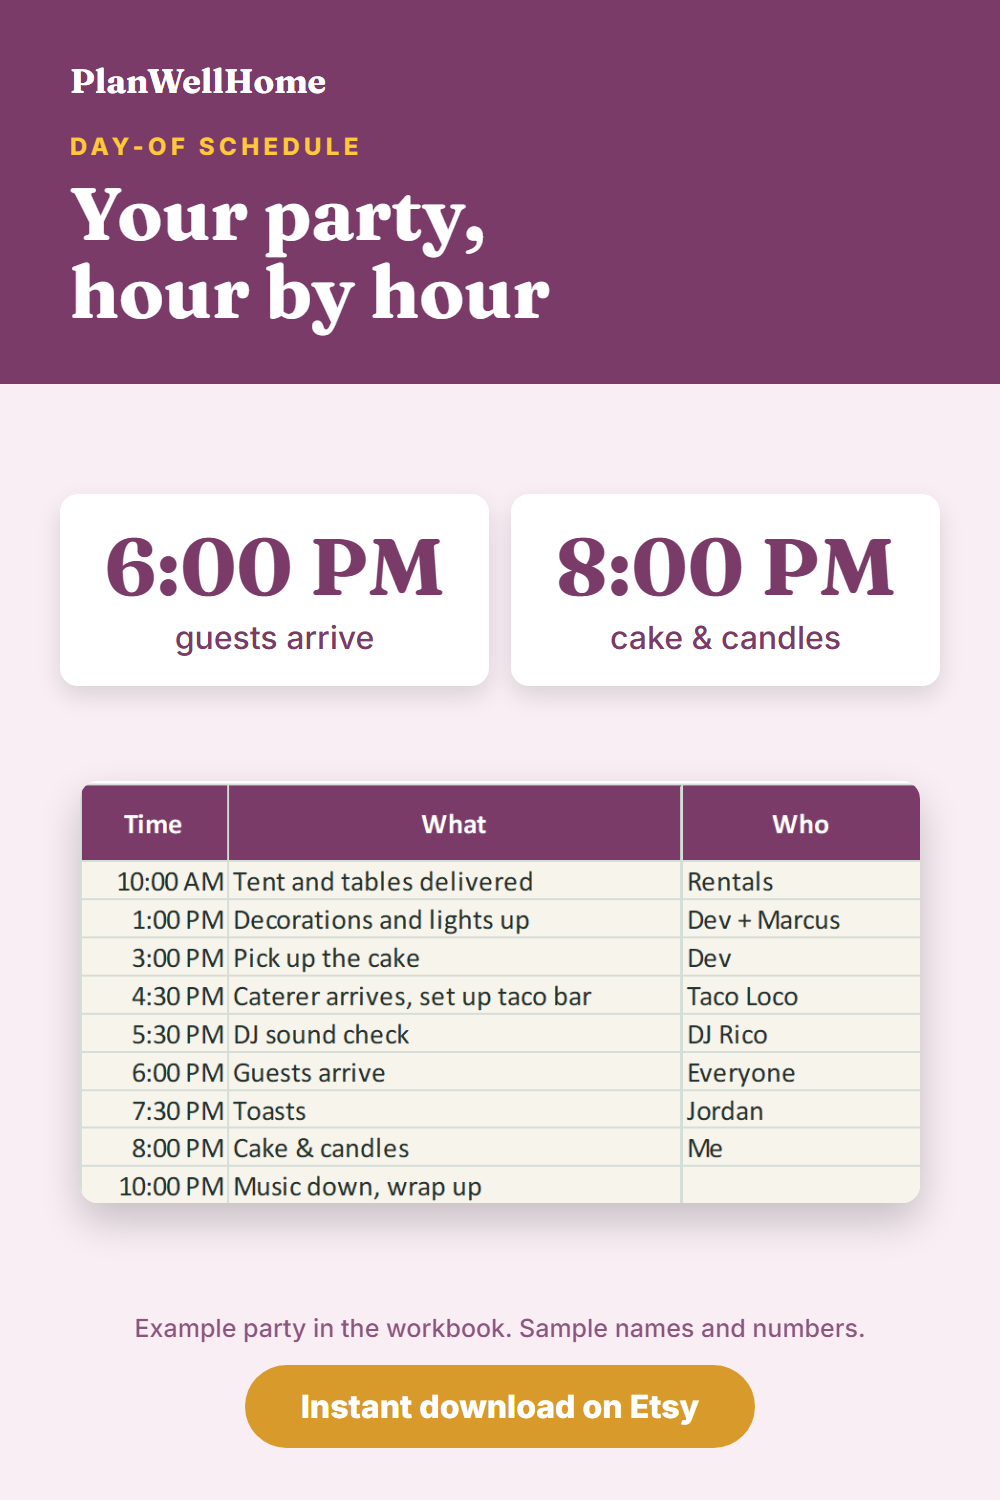 PlanWellHome
DAY-OF SCHEDULE
Your party,
hour by hour
6:00 PM
guests arrive
8:00 PM
cake & candles
Time What Who
10:00 AM Tent and tables delivered Rentals
1:00 PM Decorations and lights up Dev + Marcus
3:00 PM Pick up the cake Dev
4:30 PM Caterer arrives, set up taco bar Taco Loco
5:30 PM DJ sound check DJ Rico
6:00 PM Guests arrive Everyone
7:30 PM Toasts Jordan
8:00 PM Cake & candles Me
10:00 PM Music down, wrap up
Example party in the workbook. Sample names and numbers.
Instant download on Etsy